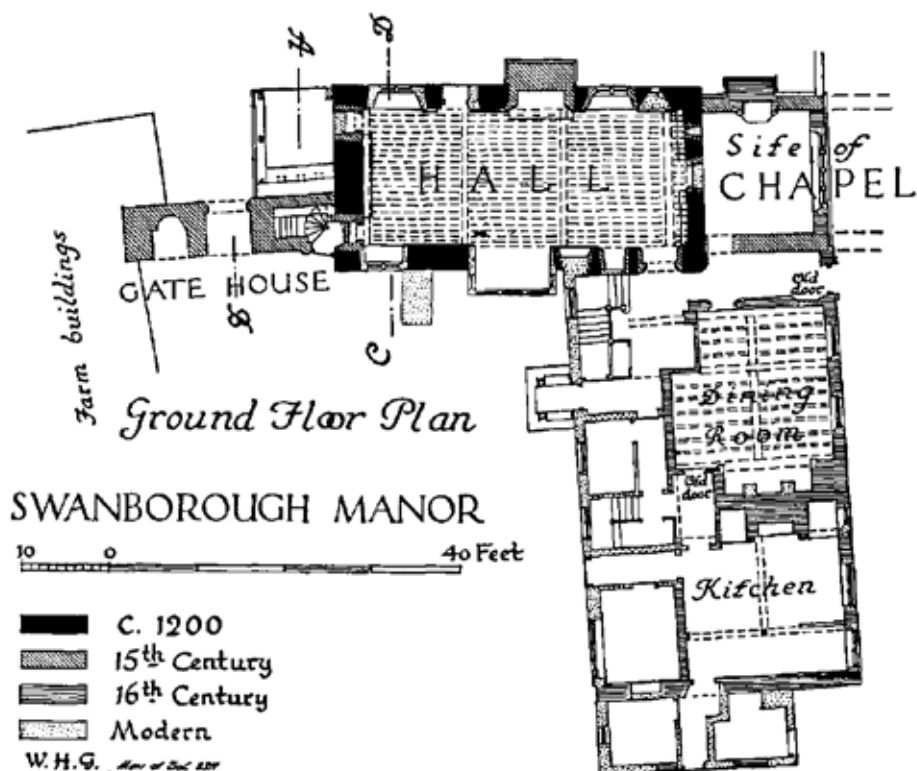 A
D
HALL
Site of
CHAPEL
GATE HOUSE
Old door
B
C
Farm buildings
Dining
Room
Ground Floor Plan
Old door
SWANBOROUGH MANOR
10 0 40 Feet
Kitchen
C. 1200
15th Century
16th Century
Modern
W.H.G.